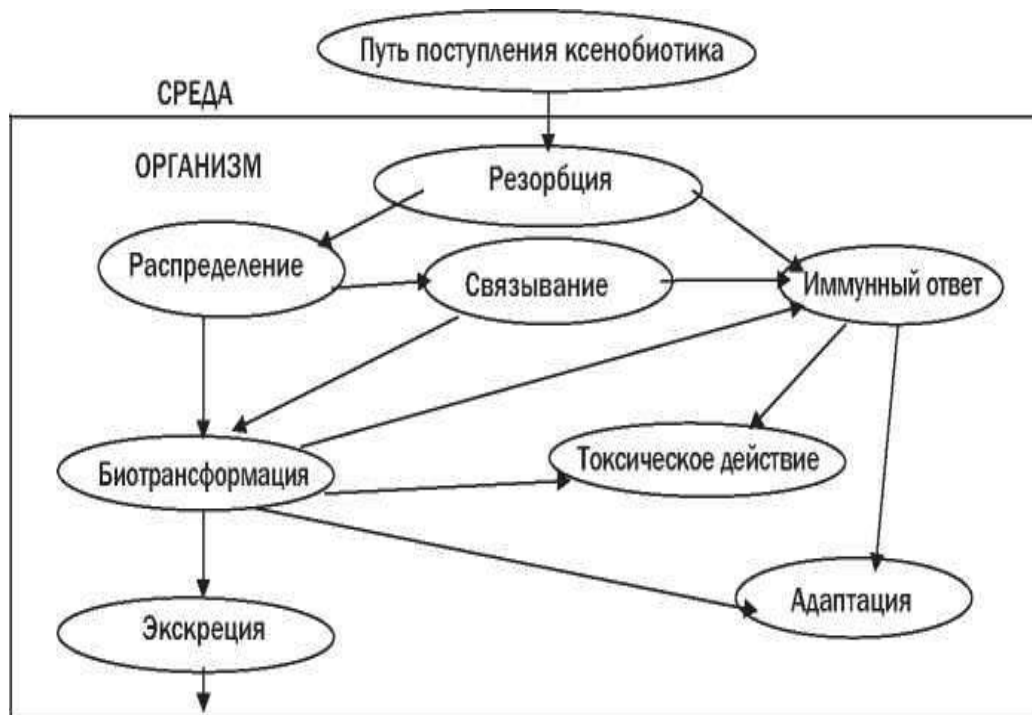 Путь поступления ксенобиотика
СРЕДА
ОРГАНИЗМ
Резорбция
Распределение
Связывание
Иммунный ответ
Биотрансформация
Токсическое действие
Экскреция
Адаптация